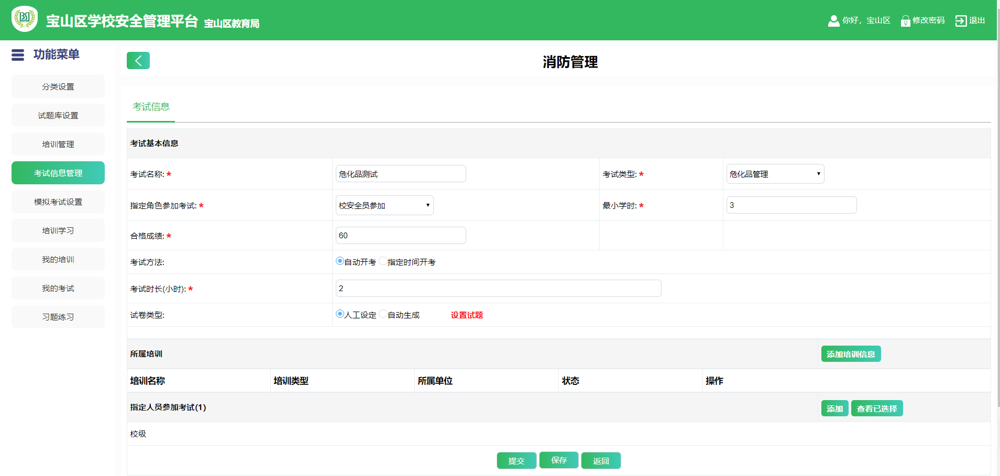 宝山区学校安全管理平台 宝山区教育局
你好，宝山区 修改密码 退出
功能菜单
分类设置
试题库设置
培训管理
考试信息管理
模拟考试设置
培训学习
我的培训
我的考试
习题练习
消防管理
考试信息
考试基本信息
考试名称: * 危化品测试 考试类型: * 危化品管理
指定角色参加考试: * 校安全员参加 最小学时: * 3
合格成绩: * 60
考试方法: 自动开考 指定时间开考
考试时长(小时): * 2
试卷类型: 人工设定 自动生成 设置试题
所属培训 添加培训信息
培训名称 培训类型 所属单位 状态 操作
指定人员参加考试(1) 添加 查看已选择
校级
提交 保存 返回